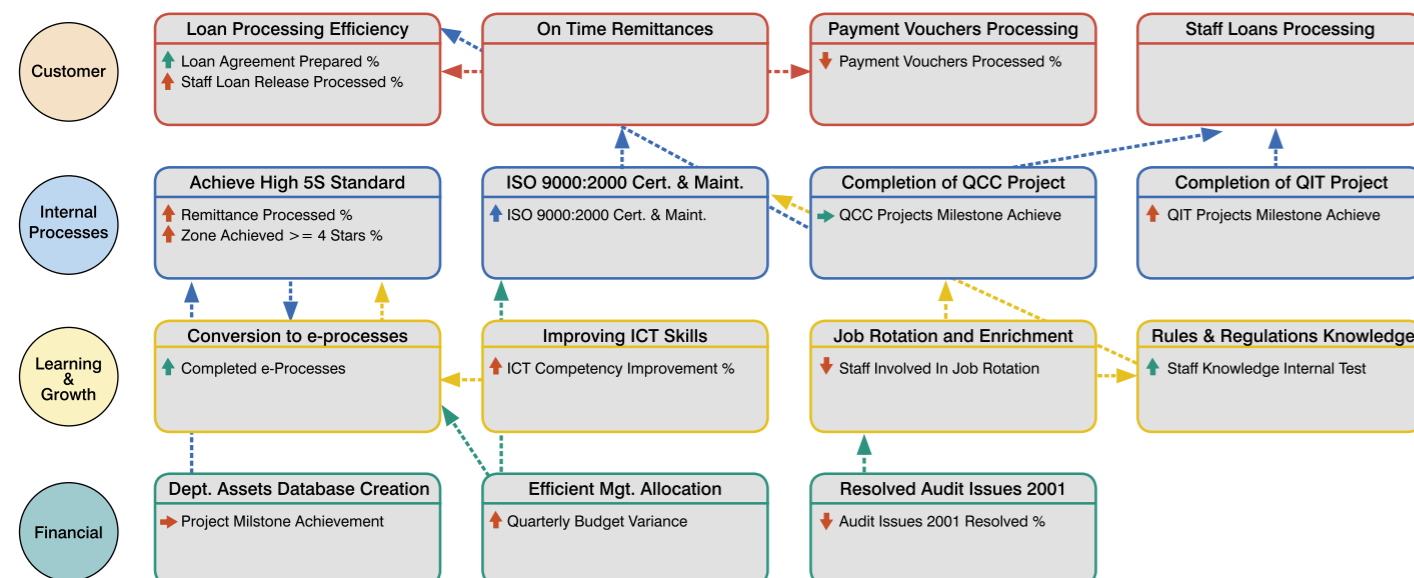 Customer
Loan Processing Efficiency
Loan Agreement Prepared %
Staff Loan Release Processed %
On Time Remittances
Payment Vouchers Processing
Payment Vouchers Processed %
Staff Loans Processing
Internal
Processes
Achieve High 5S Standard
Remittance Processed %
Zone Achieved >= 4 Stars %
ISO 9000:2000 Cert. & Maint.
ISO 9000:2000 Cert. & Maint.
Completion of QCC Project
QCC Projects Milestone Achieve
Completion of QIT Project
QIT Projects Milestone Achieve
Learning
&
Growth
Conversion to e-processes
Completed e-Processes
Improving ICT Skills
ICT Competency Improvement %
Job Rotation and Enrichment
Staff Involved In Job Rotation
Rules & Regulations Knowledge
Staff Knowledge Internal Test
Financial
Dept. Assets Database Creation
Project Milstone Achievement
Efficient Mgt. Allocation
Quarterly Budget Variance
Resolved Audit Issues 2001
Audit Issues 2001 Resolved %